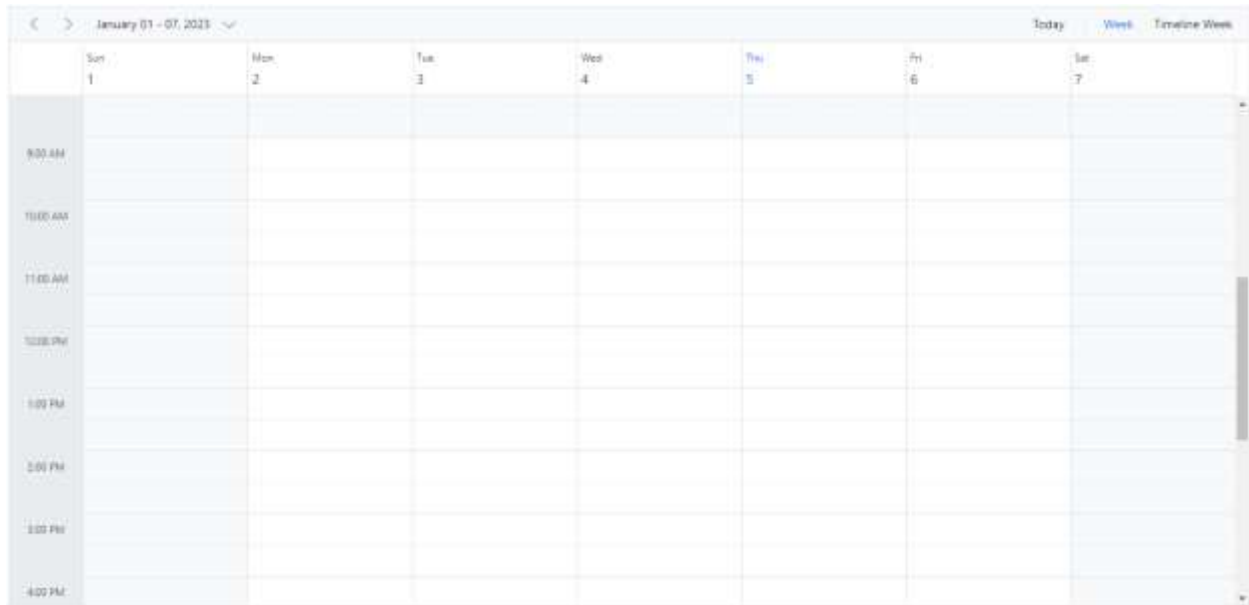 January 01 - 07, 2023 Today Week Timeline Week
Sun Mon Tue Wed Thu Fri Sat
1 2 3 4 5 6 7
9:00 AM
10:00 AM
11:00 AM
12:00 PM
1:00 PM
2:00 PM
3:00 PM
4:00 PM